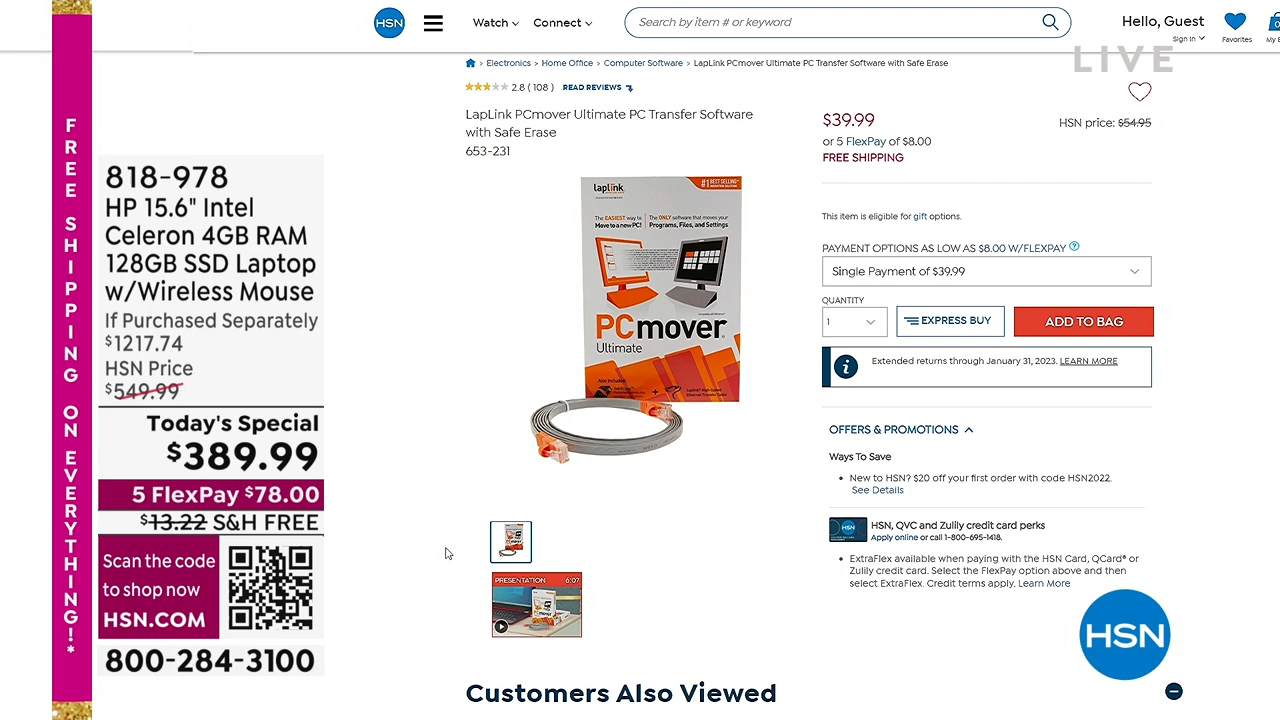 FREE SHIPPING ON EVERYTHING!*
818-978
HP 15.6" Intel
Celeron 4GB RAM
128GB SSD Laptop
w/Wireless Mouse
If Purchased Separately
$1217.74
HSN Price
$549.99
Today's Special
$389.99
5 FlexPay $78.00
$13.22 S&H FREE
Scan the code
to shop now
HSN.COM
800-284-3100
HSN
Watch
Connect
Search by item # or keyword
Hello, Guest
Sign In
Favorites
LIVE
Electronics > Home Office > Computer Software > LapLink PCmover Ultimate PC Transfer Software with Safe Erase
2.8 ( 108 ) READ REVIEWS
LapLink PCmover Ultimate PC Transfer Software
with Safe Erase
653-231
laplink
#1 BEST SELLING
The EASIEST way to
Move to a new PC!
The ONLY software that moves your
Programs, Files, and Settings
PCmover
Ultimate
Also Includes:
PRESENTATION 6:07
$39.99
HSN price: $54.95
or 5 FlexPay of $8.00
FREE SHIPPING
This item is eligible for gift options.
PAYMENT OPTIONS AS LOW AS $8.00 W/FLEXPAY ?
Single Payment of $39.99
QUANTITY
1
EXPRESS BUY
ADD TO BAG
Extended returns through January 31, 2023. LEARN MORE
OFFERS & PROMOTIONS
Ways To Save
• New to HSN? $20 off your first order with code HSN2022.
See Details
HSN, QVC and Zulily credit card perks
Apply online or call 1-800-695-1418.
• ExtraFlex available when paying with the HSN Card, QCard® or
Zulily credit card. Select the FlexPay option above and then
select ExtraFlex. Credit terms apply. Learn More
HSN
Customers Also Viewed